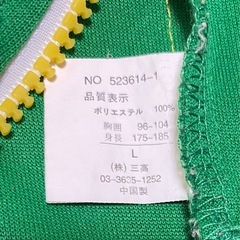 NO 523614-1
品質表示
ポリエステル 100%
胸囲 96-104
身長 175-185
L
(株) 三高
03-3635-1252
中国製